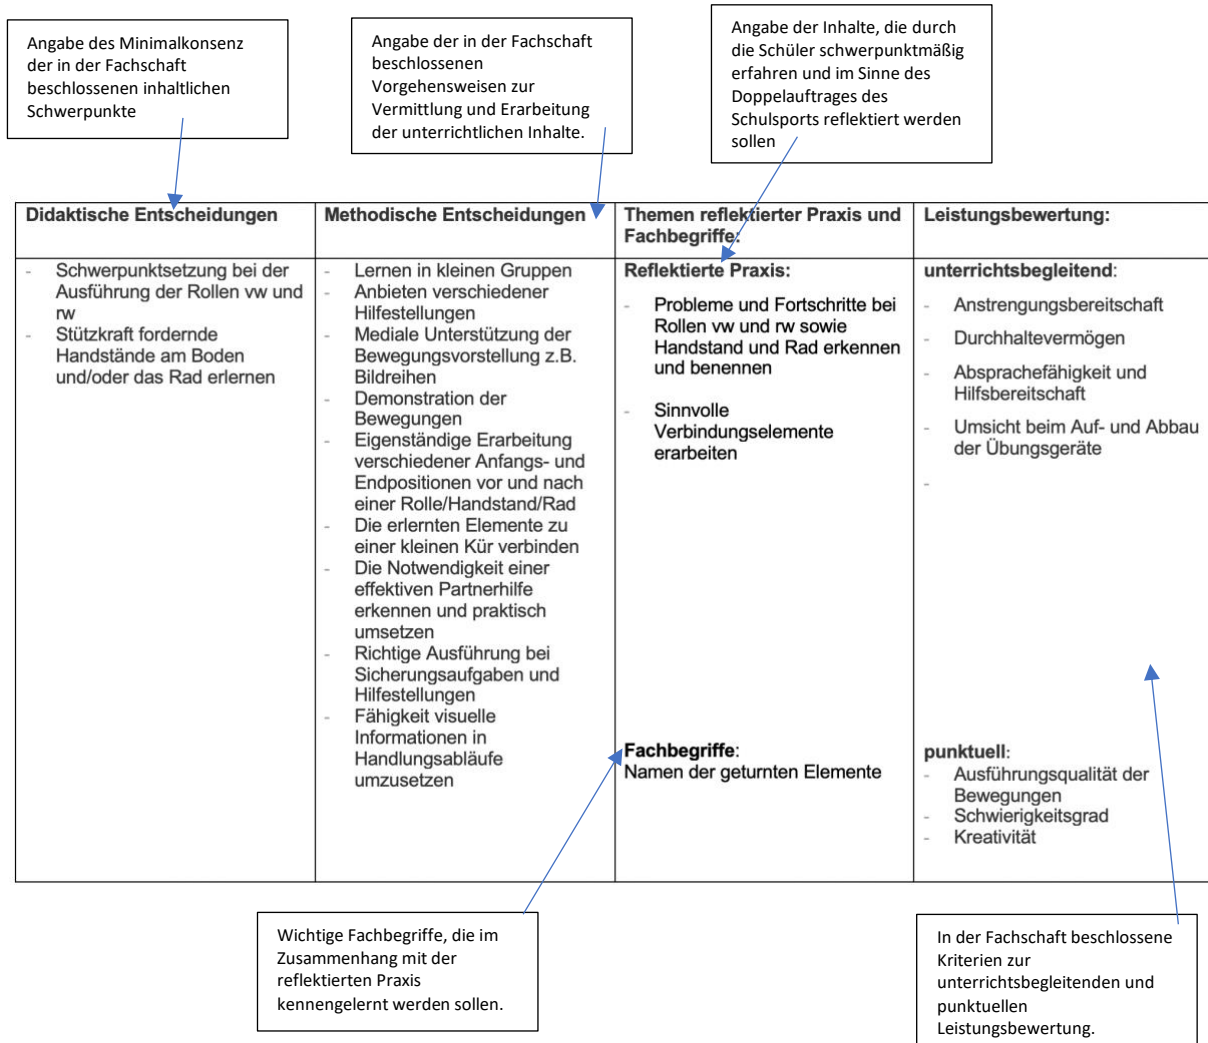 Angabe des Minimalkonsenz
der in der Fachschaft
beschlossenen inhaltlichen
Schwerpunkte
Angabe der in der Fachschaft
beschlossenen
Vorgehensweisen zur
Vermittlung und Erarbeitung
der unterrichtlichen Inhalte.
Angabe der Inhalte, die durch
die Schüler schwerpunktmäßig
erfahren und im Sinne des
Doppelauftrages des
Schulsports reflektiert werden
sollen
Didaktische Entscheidungen
- Schwerpunktsetzung bei der
Ausführung der Rollen vw und
rw
- Stützkraft fordernde
Handstände am Boden
und/oder das Rad erlernen
Methodische Entscheidungen
- Lernen in kleinen Gruppen
- Anbieten verschiedener
Hilfestellungen
- Mediale Unterstützung der
Bewegungsvorstellung z.B.
Bildreihen
- Demonstration der
Bewegungen
- Eigenständige Erarbeitung
verschiedener Anfangs- und
Endpositionen vor und nach
einer Rolle/Handstand/Rad
- Die erlernten Elemente zu
einer kleinen Kür verbinden
- Die Notwendigkeit einer
effektiven Partnerhilfe
erkennen und praktisch
umsetzen
- Richtige Ausführung bei
Sicherungsaufgaben und
Hilfestellungen
- Fähigkeit visuelle
Informationen in
Handlungsabläufe
umzusetzen
Themen reflektierter Praxis und
Fachbegriffe:
Reflektierte Praxis:
- Probleme und Fortschritte bei
Rollen vw und rw sowie
Handstand und Rad erkennen
und benennen
- Sinnvolle
Verbindungselemente
erarbeiten
Fachbegriffe:
Namen der geturnten Elemente
Leistungsbewertung:
unterrichtsbegleitend:
- Anstrengungsbereitschaft
- Durchhaltevermögen
- Absprachefähigkeit und
Hilfsbereitschaft
- Umsicht beim Auf- und Abbau
der Übungsgeräte
-
punktuell:
- Ausführungsqualität der
Bewegungen
- Schwierigkeitsgrad
- Kreativität
Wichtige Fachbegriffe, die im
Zusammenhang mit der
reflektierten Praxis
kennengelernt werden sollen.
In der Fachschaft beschlossene
Kriterien zur
unterrichtsbegleitenden und
punktuellen
Leistungsbewertung.